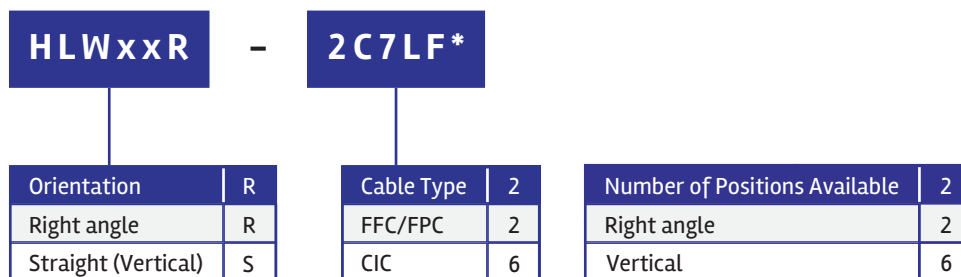 HLWxxR - 2C7LF*
Orientation R Cable Type 2 Number of Positions Available 2
Right angle R FFC/FPC 2 Right angle 2
Straight (Vertical) S CIC 6 Vertical 6